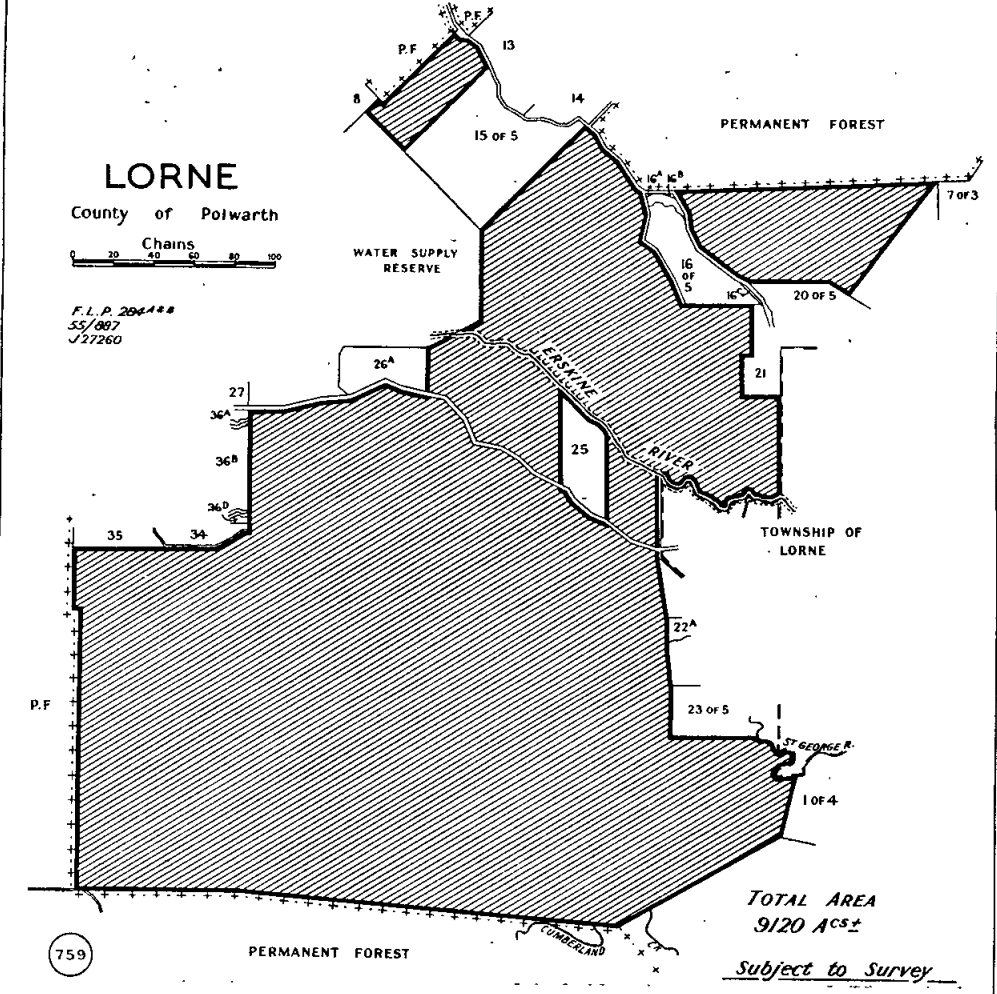 P.F.
P.F.
P.F
13
8
14
15 OF 5
PERMANENT FOREST
LORNE
County of Polwarth
Chains
0 20 40 60 80 100
F.L.P. 284 A & B
55/887
J27260
WATER SUPPLY
RESERVE
16A 16B
7 OF 3
16
OF
5
16C
20 OF 5
ERSKINE
RIVER
26A
21
27
36A
36B
36D
25
35
34
TOWNSHIP OF
LORNE
22A
P.F
23 OF 5
ST GEORGE R.
1 OF 4
TOTAL AREA
9120 ACS±
Subject to Survey
759
PERMANENT FOREST
CUMBERLAND
CK